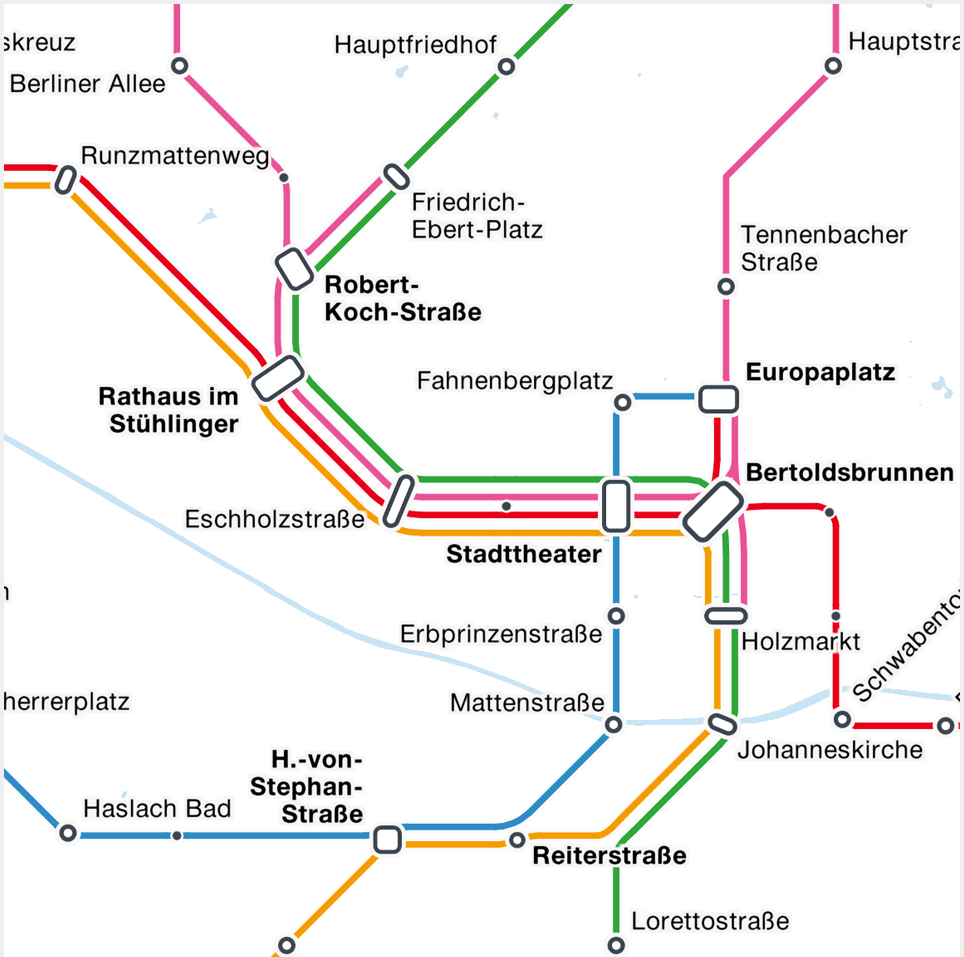 skreuz
Hauptfriedhof
Hauptstra
Berliner Allee
Runzmattenweg
Friedrich-
Ebert-Platz
Tennenbacher
Straße
Robert-
Koch-Straße
Fahnenbergplatz
Europaplatz
Rathaus im
Stühlinger
Bertoldsbrunnen
Eschholzstraße
Stadttheater
Erbprinzenstraße
Holzmarkt
Schwabento
herrerplatz
Mattenstraße
Johanneskirche
H.-von-
Stephan-
Straße
Haslach Bad
Reiterstraße
Lorettostraße